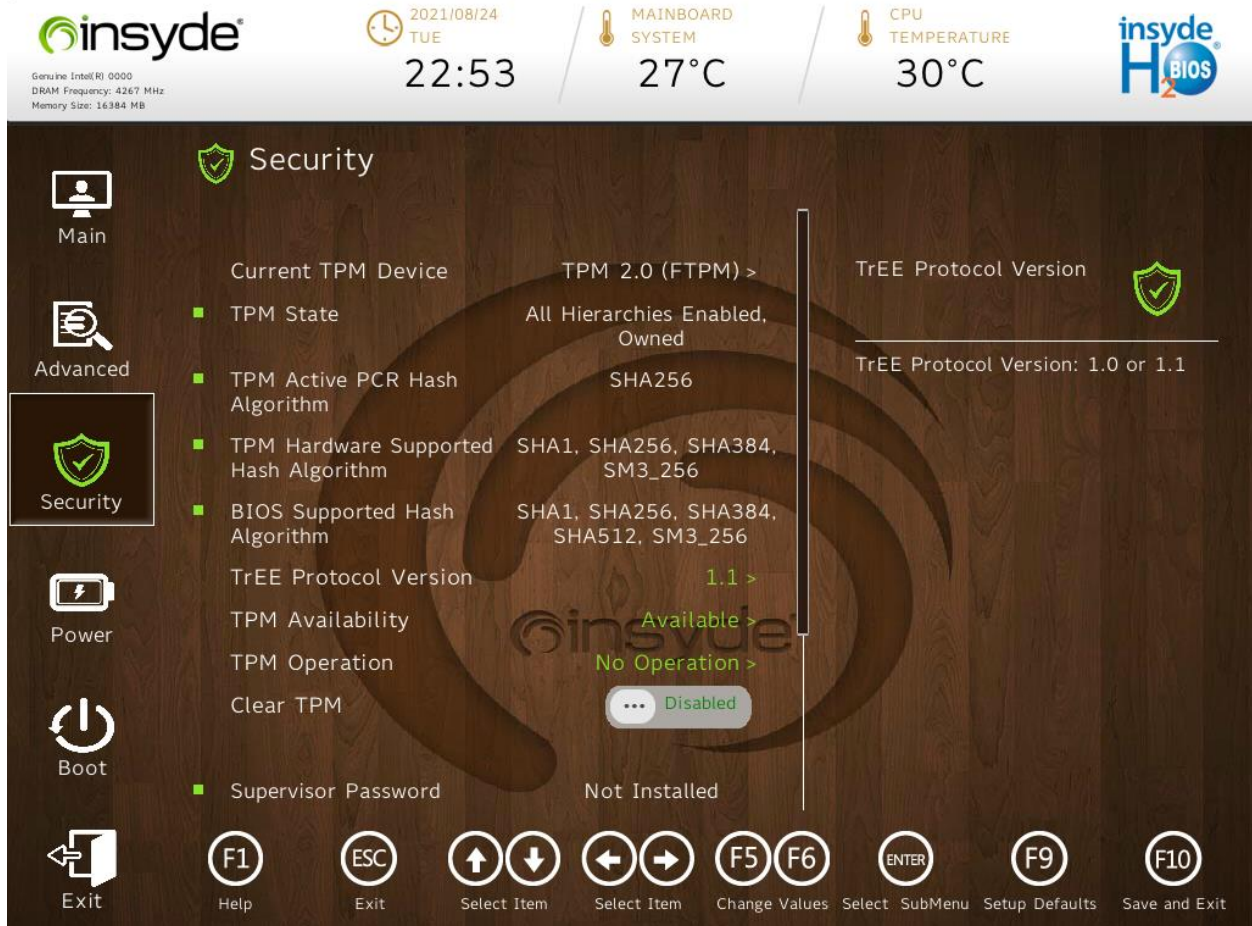 insyde®
Genuine Intel(R) 0000
DRAM Frequency: 4267 MHz
Memory Size: 16384 MB
2021/08/24
TUE
22:53
MAINBOARD
SYSTEM
27°C
CPU
TEMPERATURE
30°C
insyde®
H2BIOS
Main
Advanced
Security
Power
Boot
Exit
Security
Current TPM Device TPM 2.0 (FTPM) >
TPM State All Hierarchies Enabled,
Owned
TPM Active PCR Hash SHA256
Algorithm
TPM Hardware Supported SHA1, SHA256, SHA384,
Hash Algorithm SM3_256
BIOS Supported Hash SHA1, SHA256, SHA384,
Algorithm SHA512, SM3_256
TrEE Protocol Version 1.1 >
TPM Availability Available >
TPM Operation No Operation >
Clear TPM Disabled
Supervisor Password Not Installed
insyde®
TrEE Protocol Version
TrEE Protocol Version: 1.0 or 1.1
F1 ESC F5 F6 ENTER F9 F10
Help Exit Select Item Select Item Change Values Select SubMenu Setup Defaults Save and Exit